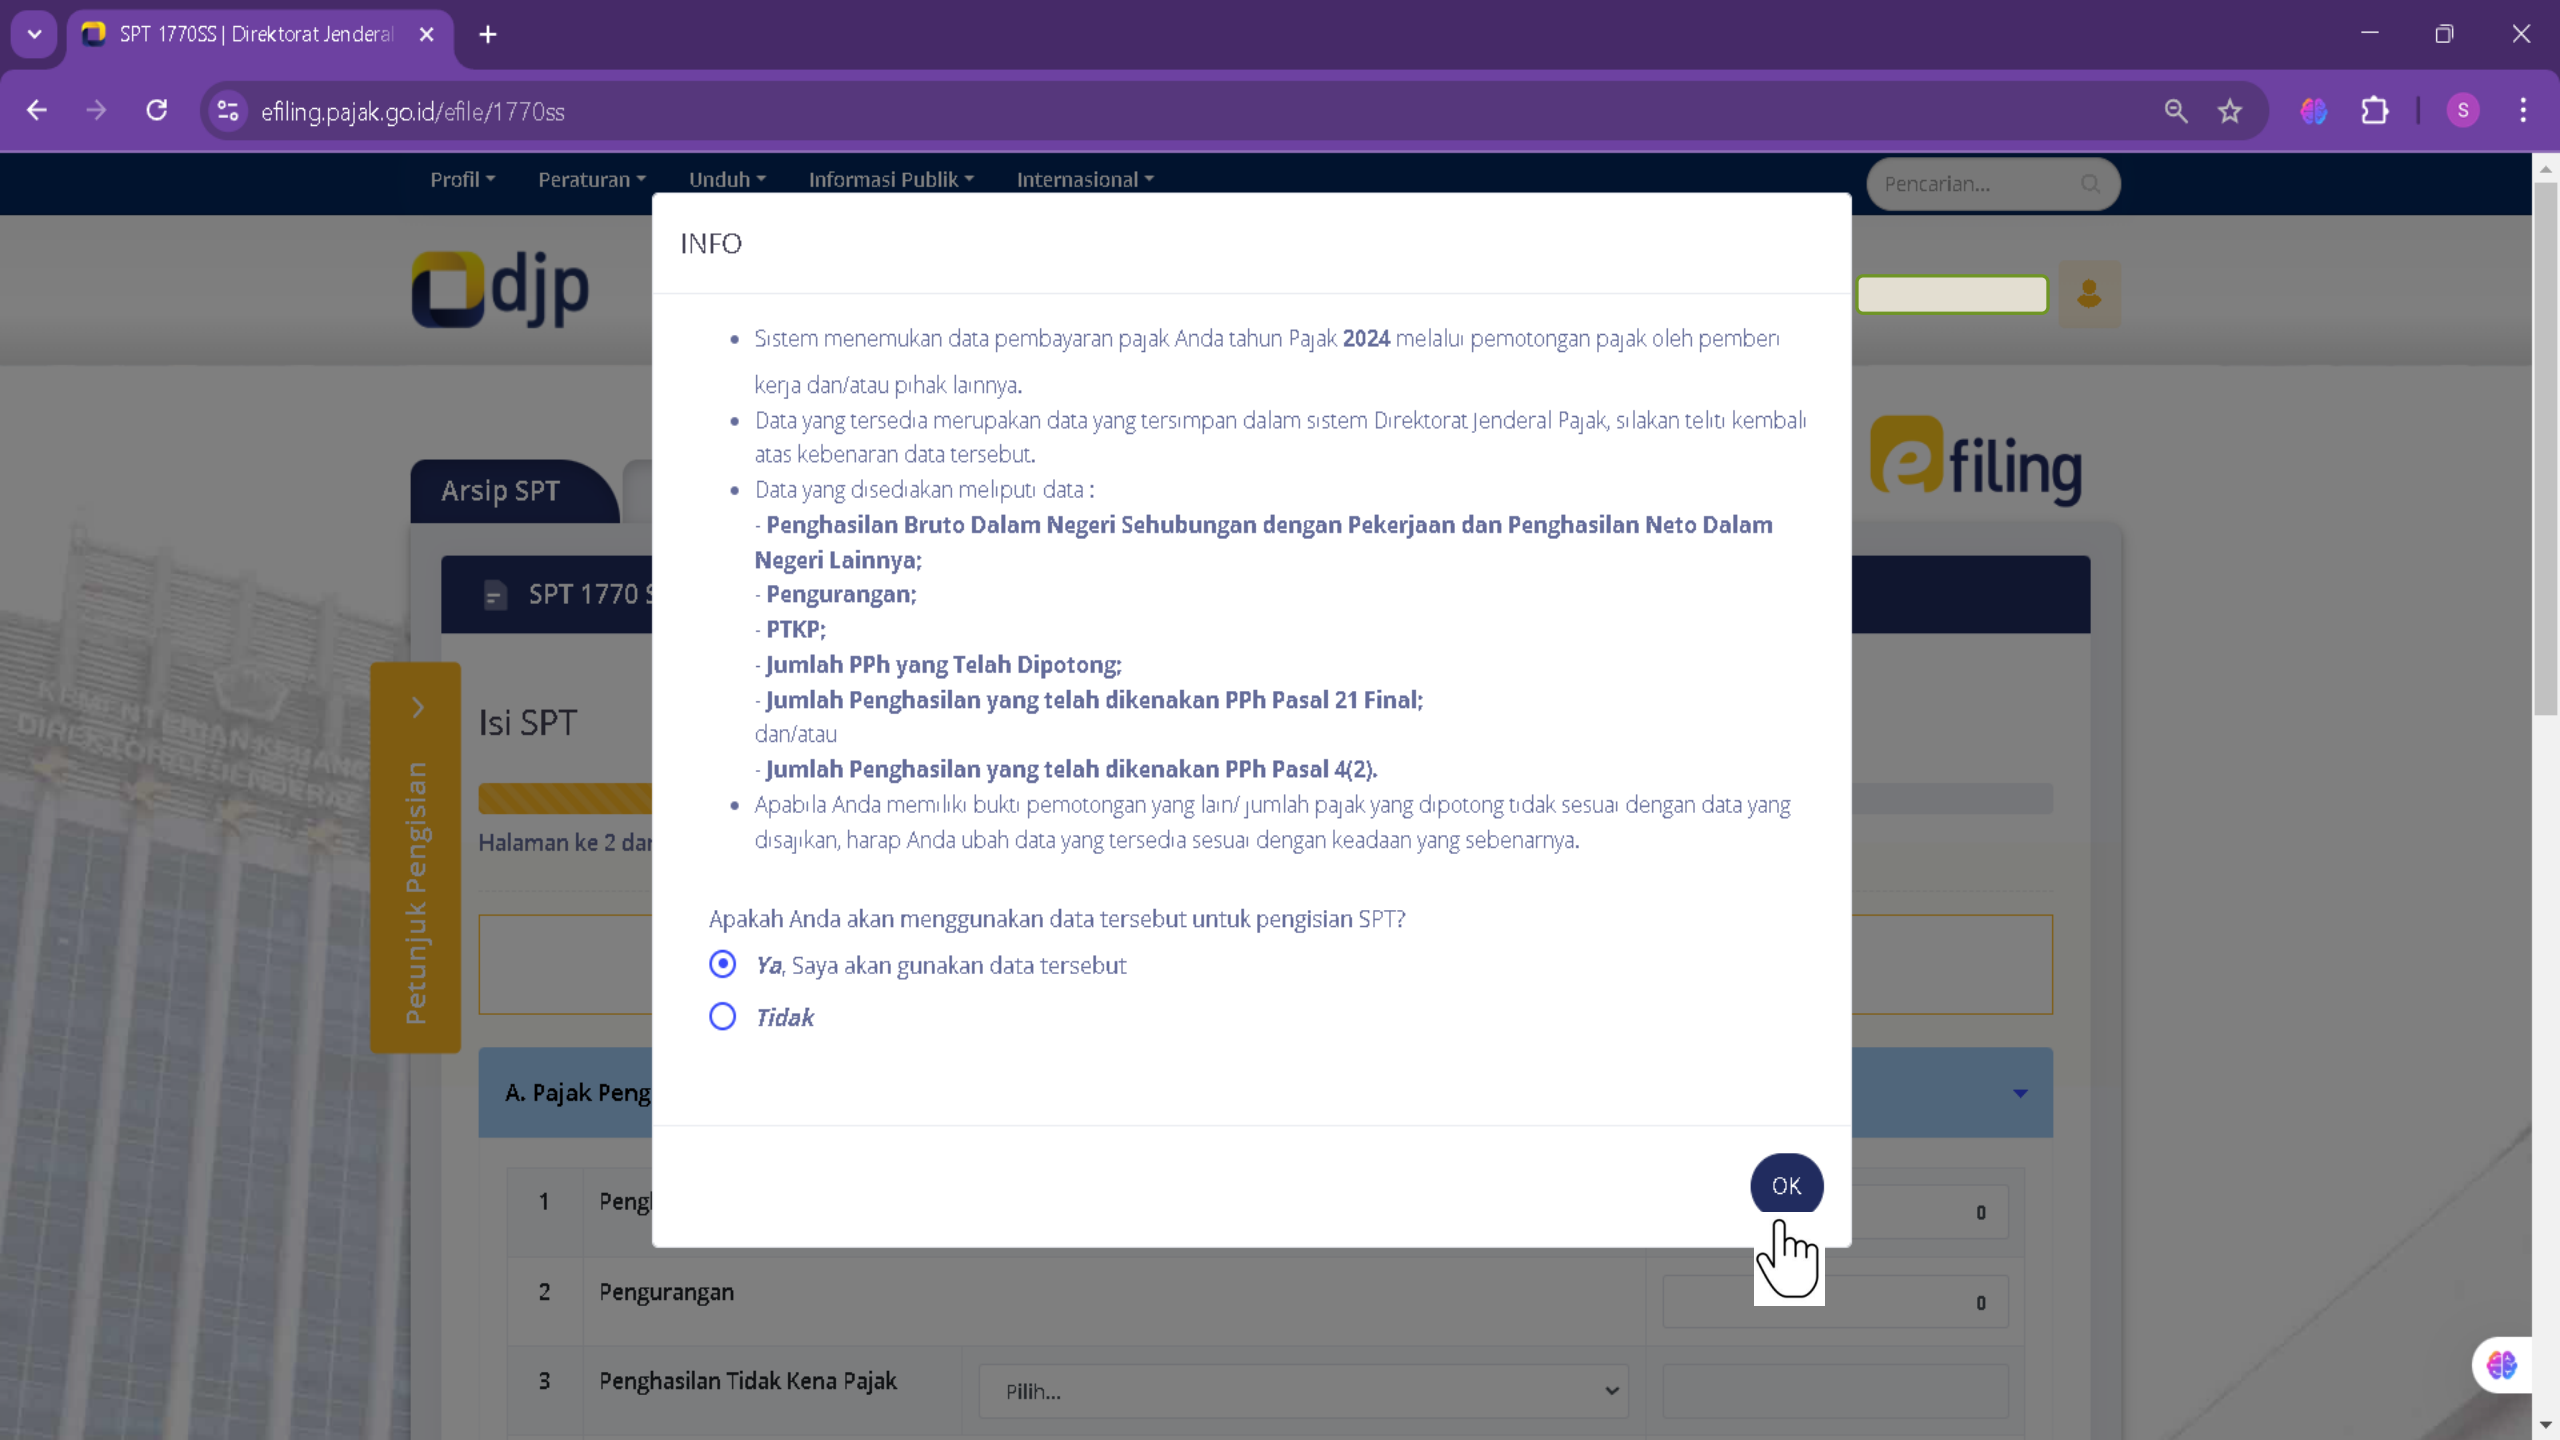 SPT 1770SS | Direktorat Jendera
efiling.pajak.go.id/efile/1770ss
S
Profil Peraturan Unduh Informasi Publik Internasional
Pencarian...
djp
INFO
• Sistem menemukan data pembayaran pajak Anda tahun Pajak 2024 melalui pemotongan pajak oleh pemberi
kerja dan/atau pihak lainnya.
• Data yang tersedia merupakan data yang tersimpan dalam sistem Direktorat Jenderal Pajak, silakan teliti kembali
atas kebenaran data tersebut.
• Data yang disediakan meliputi data :
- Penghasilan Bruto Dalam Negeri Sehubungan dengan Pekerjaan dan Penghasilan Neto Dalam
Negeri Lainnya;
- Pengurangan;
- PTKP;
- Jumlah PPh yang Telah Dipotong;
- Jumlah Penghasilan yang telah dikenakan PPh Pasal 21 Final;
dan/atau
- Jumlah Penghasilan yang telah dikenakan PPh Pasal 4(2).
• Apabila Anda memiliki bukti pemotongan yang lain/ jumlah pajak yang dipotong tidak sesuai dengan data yang
disajikan, harap Anda ubah data yang tersedia sesuai dengan keadaan yang sebenarnya.
Apakah Anda akan menggunakan data tersebut untuk pengisian SPT?
Ya, Saya akan gunakan data tersebut
Tidak
OK
efiling
Arsip SPT
SPT 1770 S
Isi SPT
Halaman ke 2 dar
Petunjuk Pengisian
KEMENTERIAN KEUANG
DIREKTORAT JENDERAL
A. Pajak Peng
1 Pengh 0
2 Pengurangan 0
3 Penghasilan Tidak Kena Pajak Pilih...